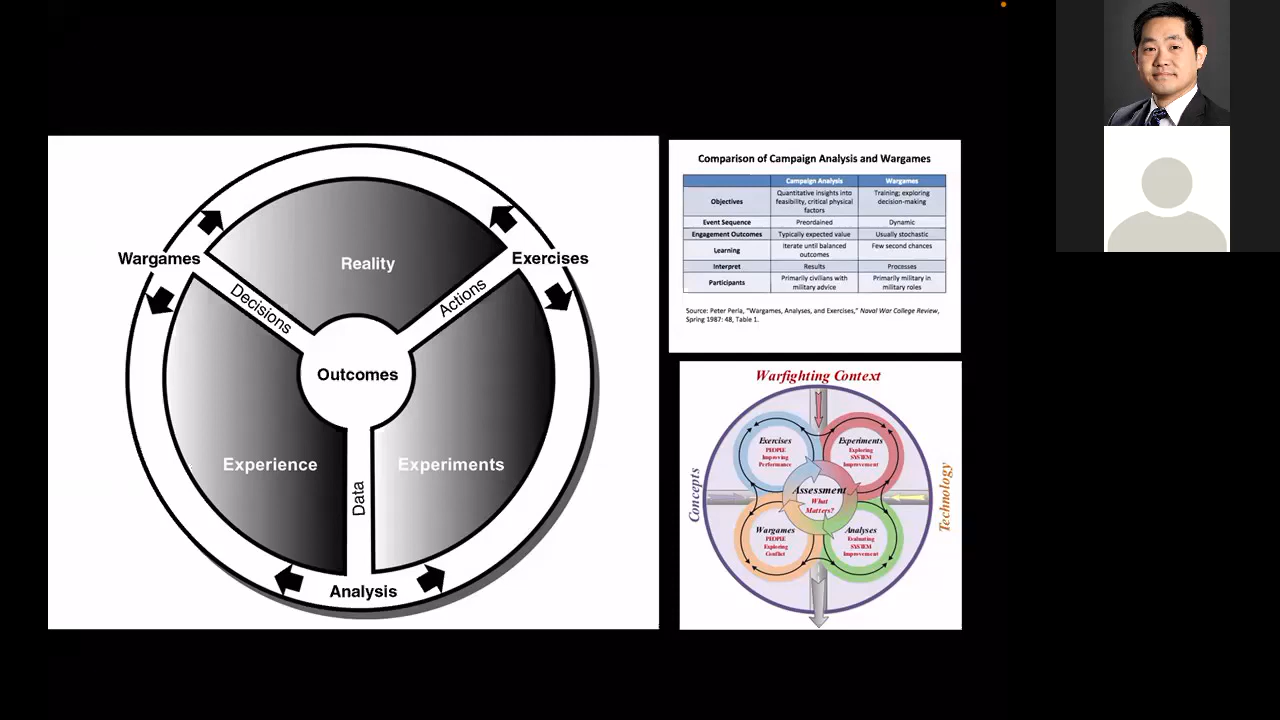 Wargames
Exercises
Reality
Decisions
Actions
Outcomes
Experience
Experiments
Data
Analysis
Comparison of Campaign Analysis and Wargames
Campaign Analysis
Wargames
Objectives
Quantitative insights into
feasibility, critical physical
factors
Training; exploring
decision-making
Event Sequence
Preordained
Dynamic
Engagement Outcomes
Typically expected value
Usually stochastic
Learning
Iterate until balanced
outcomes
Few second chances
Interpret
Results
Processes
Participants
Primarily civilians with
military advice
Primarily military in
military roles
Source: Peter Perla, "Wargames, Analyses, and Exercises," Naval War College Review,
Spring 1987: 48, Table 1.
Warfighting Context
Concepts
Technology
Exercises
PEOPLE
Improving
Performance
Experiments
Exploring
SYSTEM
Improvement
Assessment
What
Matters?
Wargames
PEOPLE
Exploring
Conflict
Analyses
Evaluating
SYSTEM
Improvement